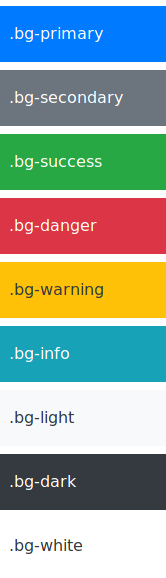 .bg-primary
.bg-secondary
.bg-success
.bg-danger
.bg-warning
.bg-info
.bg-light
.bg-dark
.bg-white